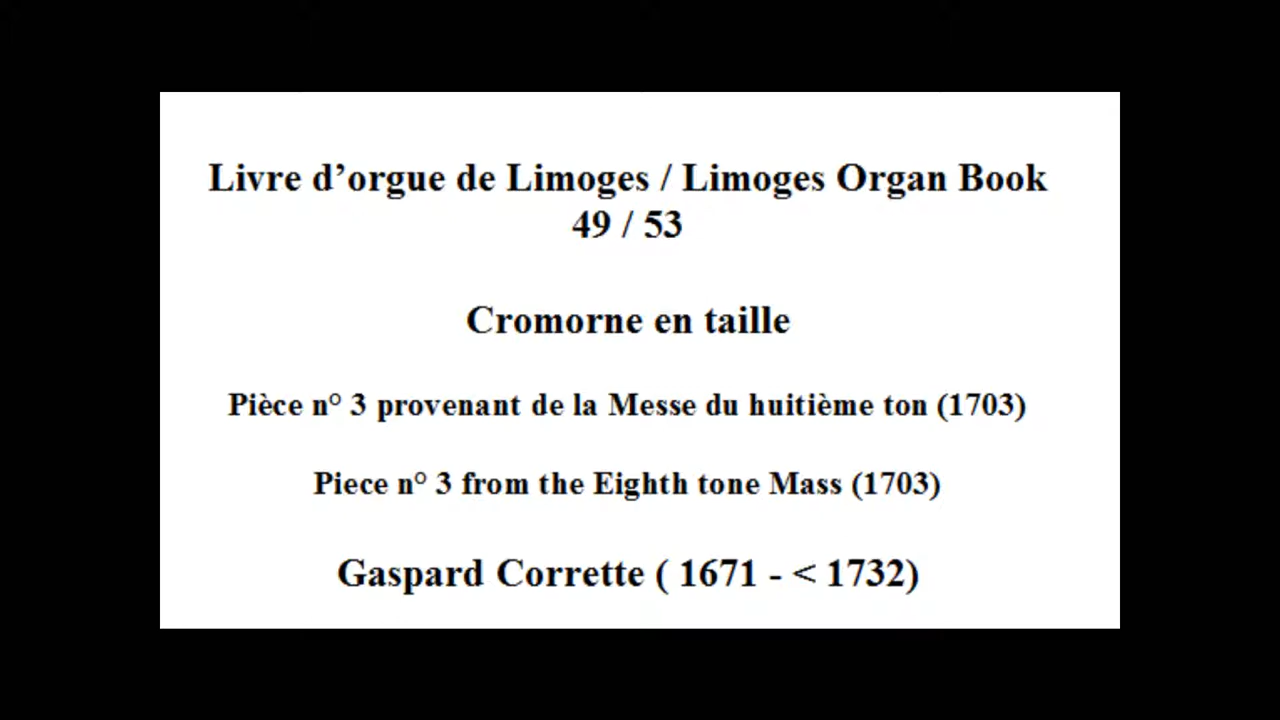 Livre d’orgue de Limoges / Limoges Organ Book
49 / 53
Cromorne en taille
Pièce n° 3 provenant de la Messe du huitième ton (1703)
Piece n° 3 from the Eighth tone Mass (1703)
Gaspard Corrette ( 1671 - < 1732)